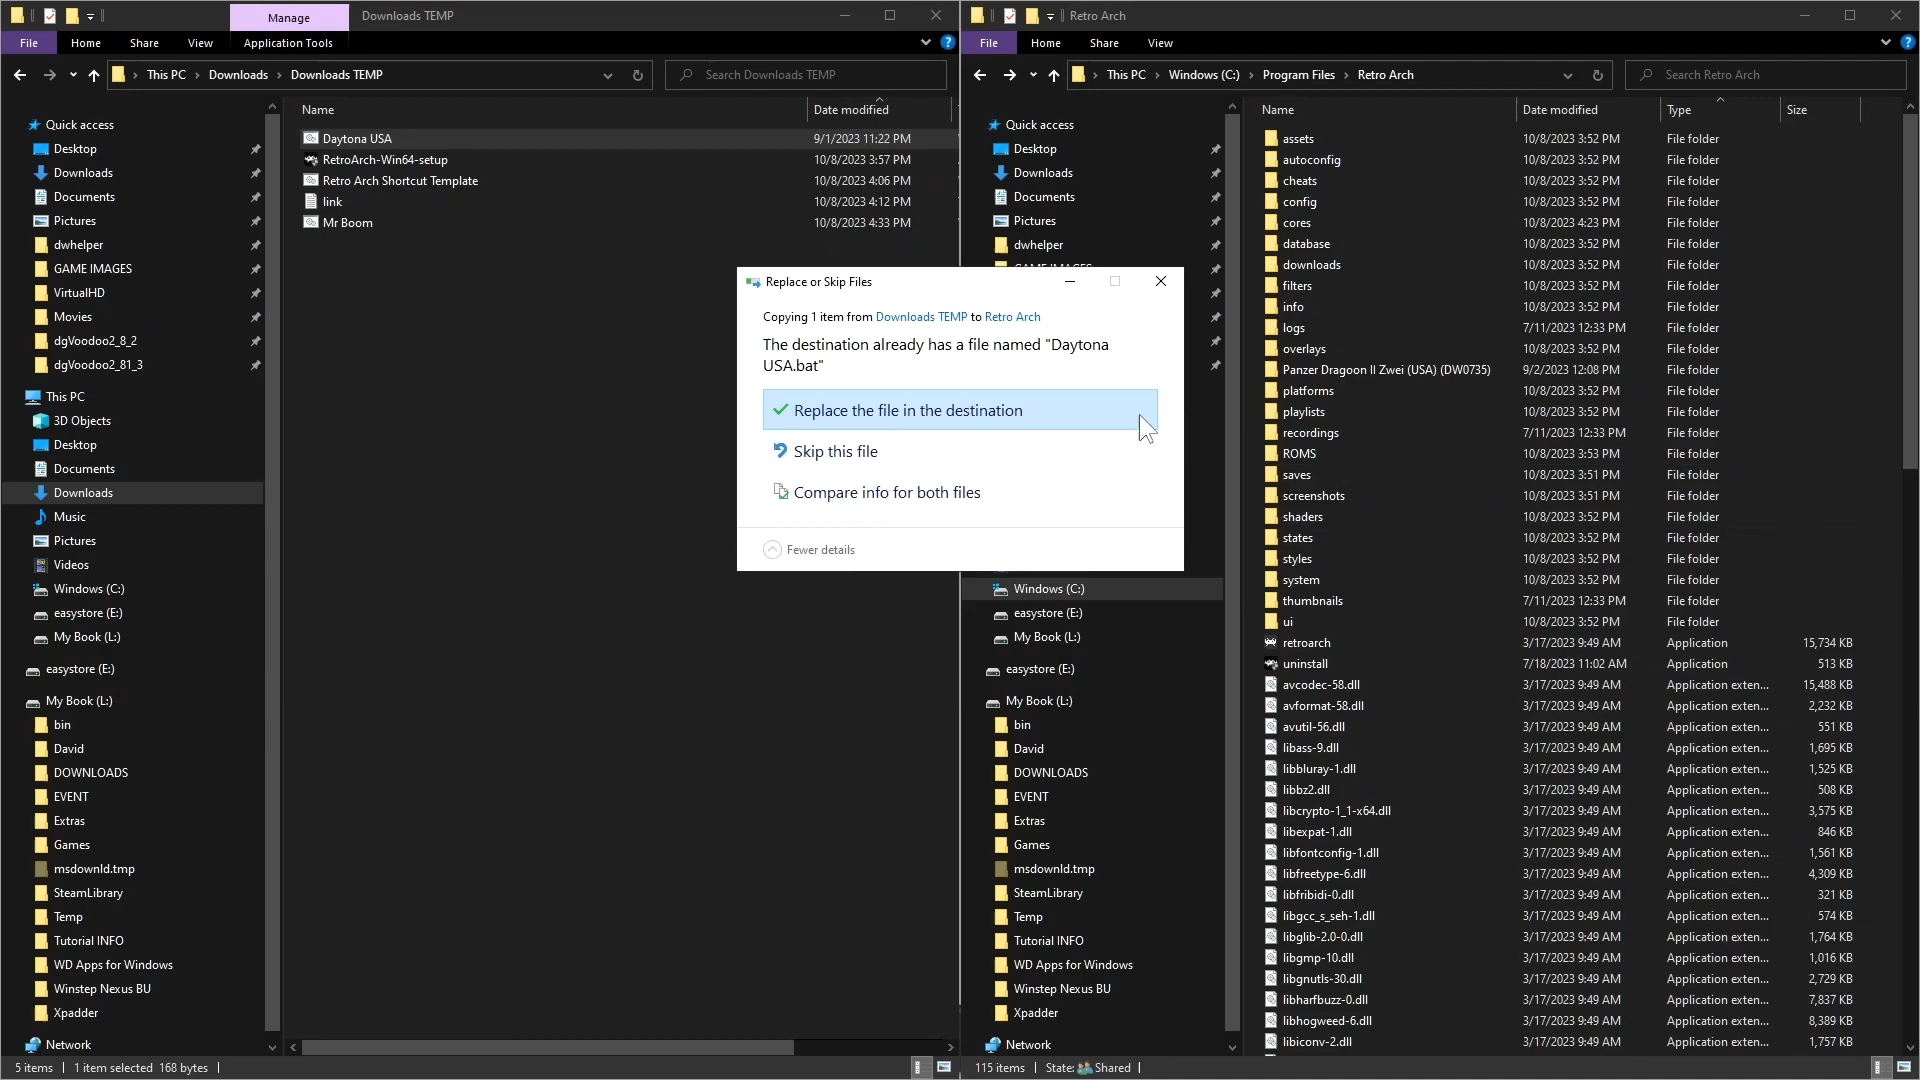 Manage
Downloads TEMP
File
Home
Share
View
Application Tools
This PC
Downloads
Downloads TEMP
Search Downloads TEMP
Quick access
Desktop
Downloads
Documents
Pictures
dwhelper
GAME IMAGES
VirtualHD
Movies
dgVoodoo2_8_2
dgVoodoo2_81_3
This PC
3D Objects
Desktop
Documents
Downloads
Music
Pictures
Videos
Windows (C:)
easystore (E:)
My Book (L:)
easystore (E:)
My Book (L:)
bin
David
DOWNLOADS
EVENT
Extras
Games
msdownld.tmp
SteamLibrary
Temp
Tutorial INFO
WD Apps for Windows
Winstep Nexus BU
Xpadder
Network
Name Date modified
Daytona USA 9/1/2023 11:22 PM
RetroArch-Win64-setup 10/8/2023 3:57 PM
Retro Arch Shortcut Template 10/8/2023 4:06 PM
link 10/8/2023 4:12 PM
Mr Boom 10/8/2023 4:33 PM
5 items 1 item selected 168 bytes
Replace or Skip Files
Copying 1 item from Downloads TEMP to Retro Arch
The destination already has a file named "Daytona
USA.bat"
Replace the file in the destination
Skip this file
Compare info for both files
Fewer details
Retro Arch
File
Home
Share
View
This PC
Windows (C:)
Program Files
Retro Arch
Search Retro Arch
Quick access
Desktop
Downloads
Documents
Pictures
dwhelper
GAME IMAGES
Windows (C:)
easystore (E:)
My Book (L:)
easystore (E:)
My Book (L:)
bin
David
DOWNLOADS
EVENT
Extras
Games
msdownld.tmp
SteamLibrary
Temp
Tutorial INFO
WD Apps for Windows
Winstep Nexus BU
Xpadder
Network
Name Date modified Type Size
assets 10/8/2023 3:52 PM File folder
autoconfig 10/8/2023 3:52 PM File folder
cheats 10/8/2023 3:52 PM File folder
config 10/8/2023 3:52 PM File folder
cores 10/8/2023 4:23 PM File folder
database 10/8/2023 3:52 PM File folder
downloads 10/8/2023 3:52 PM File folder
filters 10/8/2023 3:52 PM File folder
info 10/8/2023 3:52 PM File folder
logs 7/11/2023 12:33 PM File folder
overlays 10/8/2023 3:52 PM File folder
Panzer Dragoon II Zwei (USA) (DW0735) 9/2/2023 12:08 PM File folder
platforms 10/8/2023 3:52 PM File folder
playlists 10/8/2023 3:52 PM File folder
recordings 7/11/2023 12:33 PM File folder
ROMS 10/8/2023 3:53 PM File folder
saves 10/8/2023 3:51 PM File folder
screenshots 10/8/2023 3:51 PM File folder
shaders 10/8/2023 3:52 PM File folder
states 10/8/2023 3:52 PM File folder
styles 10/8/2023 3:52 PM File folder
system 10/8/2023 3:52 PM File folder
thumbnails 7/11/2023 12:33 PM File folder
ui 10/8/2023 3:52 PM File folder
retroarch 3/17/2023 9:49 AM Application 15,734 KB
uninstall 7/18/2023 11:02 AM Application 513 KB
avcodec-58.dll 3/17/2023 9:49 AM Application exten... 15,488 KB
avformat-58.dll 3/17/2023 9:49 AM Application exten... 2,232 KB
avutil-56.dll 3/17/2023 9:49 AM Application exten... 551 KB
libass-9.dll 3/17/2023 9:49 AM Application exten... 1,695 KB
libbluray-1.dll 3/17/2023 9:49 AM Application exten... 1,525 KB
libbz2.dll 3/17/2023 9:49 AM Application exten... 508 KB
libcrypto-1_1-x64.dll 3/17/2023 9:49 AM Application exten... 3,575 KB
libexpat-1.dll 3/17/2023 9:49 AM Application exten... 846 KB
libfontconfig-1.dll 3/17/2023 9:49 AM Application exten... 1,561 KB
libfreetype-6.dll 3/17/2023 9:49 AM Application exten... 4,309 KB
libfribidi-0.dll 3/17/2023 9:49 AM Application exten... 321 KB
libgcc_s_seh-1.dll 3/17/2023 9:49 AM Application exten... 574 KB
libglib-2.0-0.dll 3/17/2023 9:49 AM Application exten... 1,764 KB
libgmp-10.dll 3/17/2023 9:49 AM Application exten... 1,016 KB
libgnutls-30.dll 3/17/2023 9:49 AM Application exten... 2,729 KB
libharfbuzz-0.dll 3/17/2023 9:49 AM Application exten... 7,837 KB
libhogweed-6.dll 3/17/2023 9:49 AM Application exten... 8,389 KB
libiconv-2.dll 3/17/2023 9:49 AM Application exten... 1,757 KB
115 items State: Shared